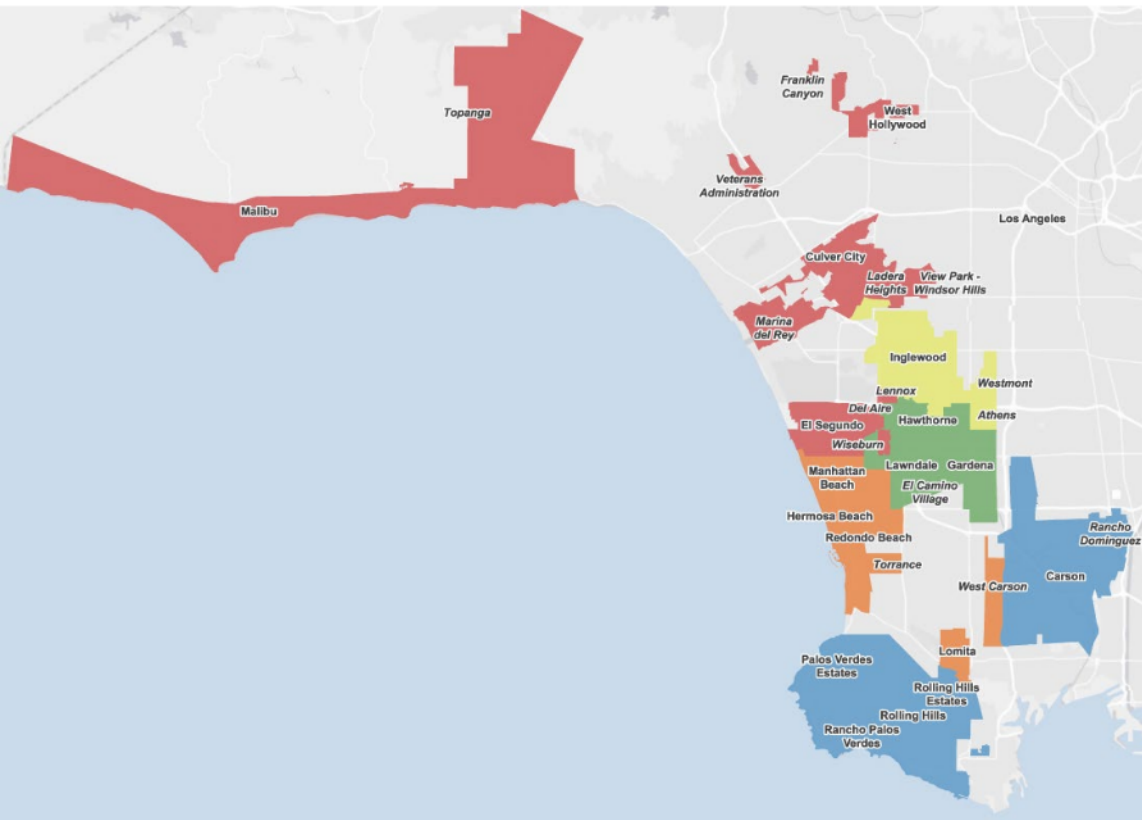 Franklin
Canyon
Topanga
West
Hollywood
Veterans
Administration
Malibu
Los Angeles
Culver City
Ladera
Heights
View Park -
Windsor Hills
Marina
del Rey
Inglewood
Westmont
Lennox
Del Aire
Athens
Hawthorne
El Segundo
Wiseburn
Lawndale
Gardena
Manhattan
Beach
El Camino
Village
Hermosa Beach
Rancho
Dominguez
Redondo Beach
Torrance
Carson
West Carson
Lomita
Palos Verdes
Estates
Rolling Hills
Estates
Rolling Hills
Rancho Palos
Verdes